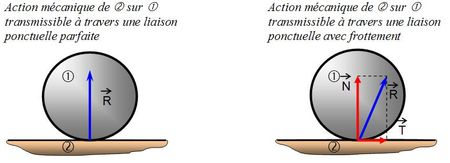 Action mécanique de ② sur ①
transmissible à travers une liaison
ponctuelle parfaite
①
R
②
Action mécanique de ② sur ①
transmissible à travers une liaison
ponctuelle avec frottement
①
N
R
T
②